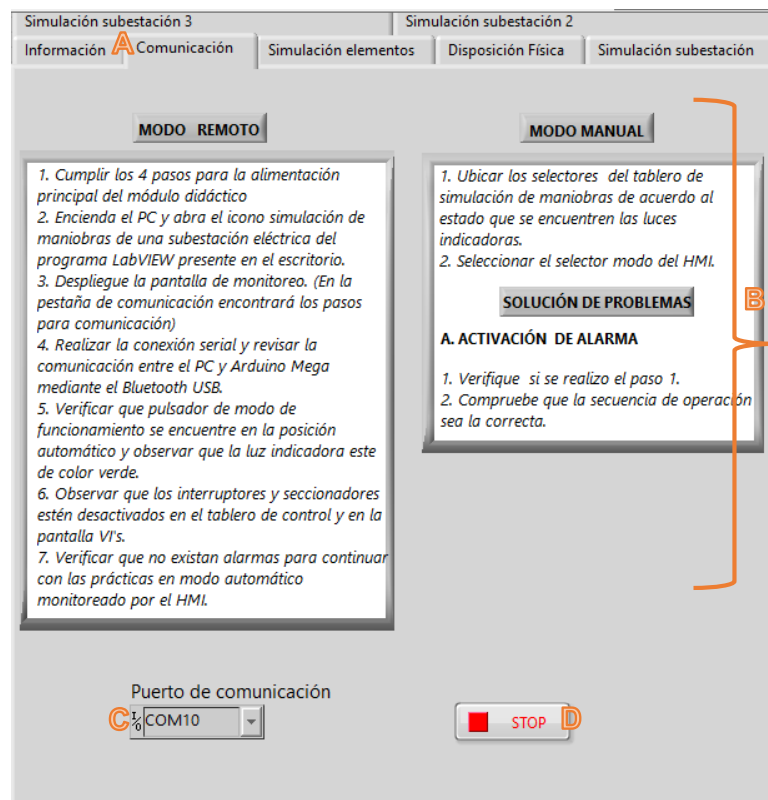 Simulación subestación 3
Simulación subestación 2
Información
A
Comunicación
Simulación elementos
Disposición Física
Simulación subestación
MODO REMOTO
1. Cumplir los 4 pasos para la alimentación
principal del módulo didáctico
2. Encienda el PC y abra el icono simulación de
maniobras de una subestación eléctrica del
programa LabVIEW presente en el escritorio.
3. Despliegue la pantalla de monitoreo. (En la
pestaña de comunicación encontrará los pasos
para comunicación)
4. Realizar la conexión serial y revisar la
comunicación entre el PC y Arduino Mega
mediante el Bluetooth USB.
5. Verificar que pulsador de modo de
funcionamiento se encuentre en la posición
automático y observar que la luz indicadora este
de color verde.
6. Observar que los interruptores y seccionadores
estén desactivados en el tablero de control y en la
pantalla VI's.
7. Verificar que no existan alarmas para continuar
con las prácticas en modo automático
monitoreado por el HMI.
MODO MANUAL
1. Ubicar los selectores del tablero de
simulación de maniobras de acuerdo al
estado que se encuentren las luces
indicadoras.
2. Seleccionar el selector modo del HMI.
SOLUCIÓN DE PROBLEMAS
B
A. ACTIVACIÓN DE ALARMA
1. Verifique si se realizo el paso 1.
2. Compruebe que la secuencia de operación
sea la correcta.
Puerto de comunicación
C
I/O COM10
STOP
D